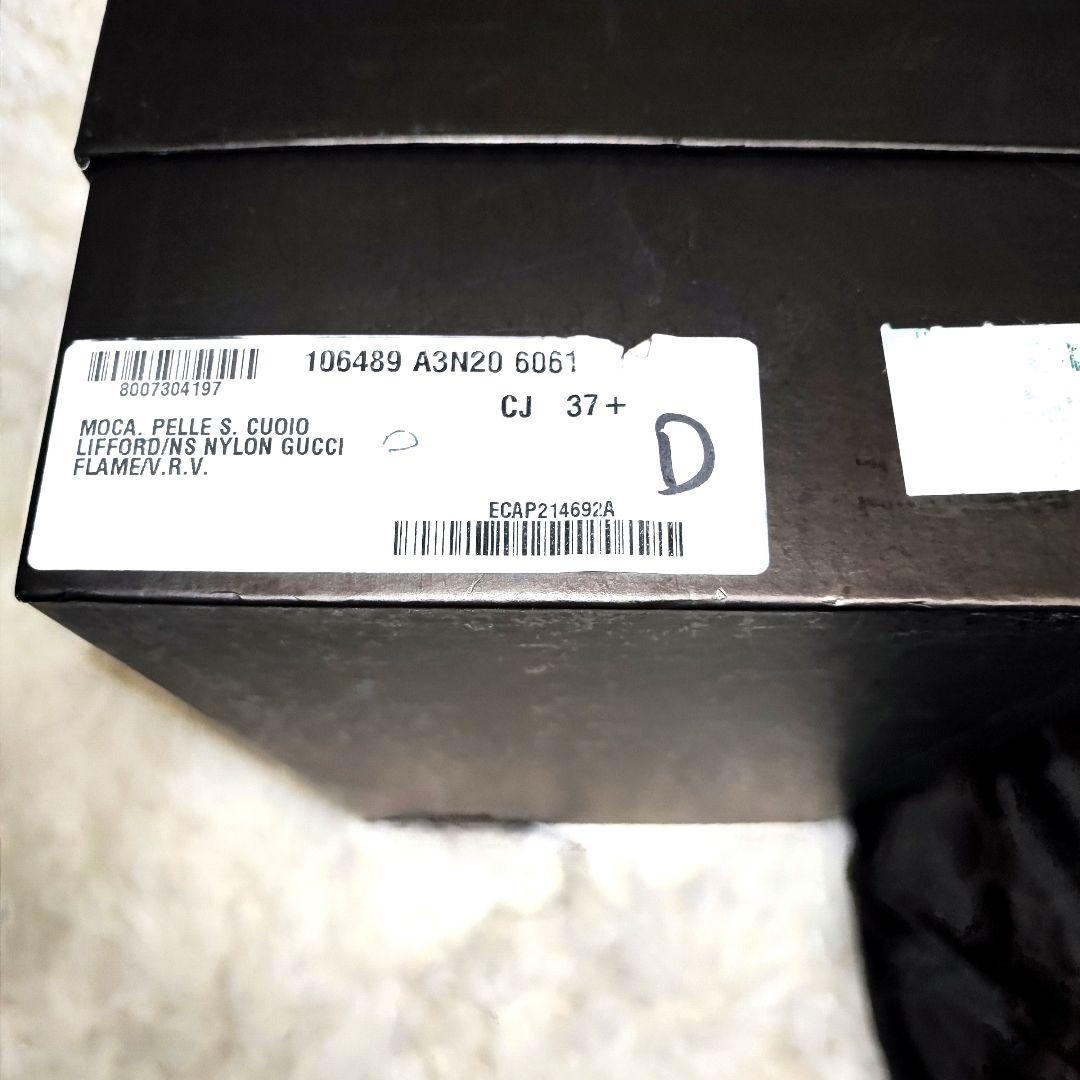 106489 A3N20 6061
8007304197
CJ 37+
MOCA. PELLE S. CUOIO
LIFFORD/NS NYLON GUCCI
FLAME/V.R.V.
D
ECAP214692A